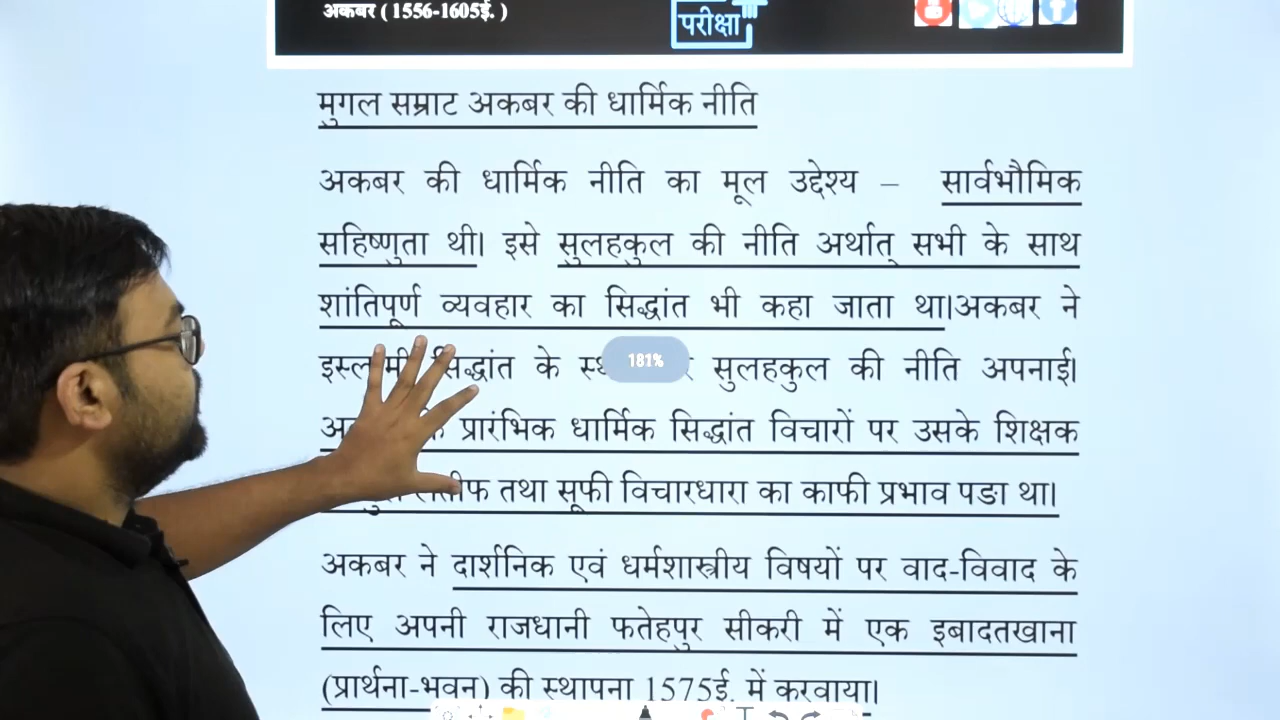 अकबर ( 1556-1605ई. )
परीक्षा
मुगल सम्राट अकबर की धार्मिक नीति
अकबर की धार्मिक नीति का मूल उद्देश्य – सार्वभौमिक
सहिष्णुता थी। इसे सुलहकुल की नीति अर्थात् सभी के साथ
शांतिपूर्ण व्यवहार का सिद्धांत भी कहा जाता था।अकबर ने
सिद्धांत के सुलहकुल की नीति अपनाई।
181%
प्रारंभिक धार्मिक सिद्धांत विचारों पर उसके शिक्षक
तथा सूफी विचारधारा का काफी प्रभाव पडा था।
अकबर ने दार्शनिक एवं धर्मशास्त्रीय विषयों पर वाद-विवाद के
लिए अपनी राजधानी फतेहपुर सीकरी में एक इबादतखाना
(प्रार्थना-भवन) की स्थापना 1575ई. में करवाया।